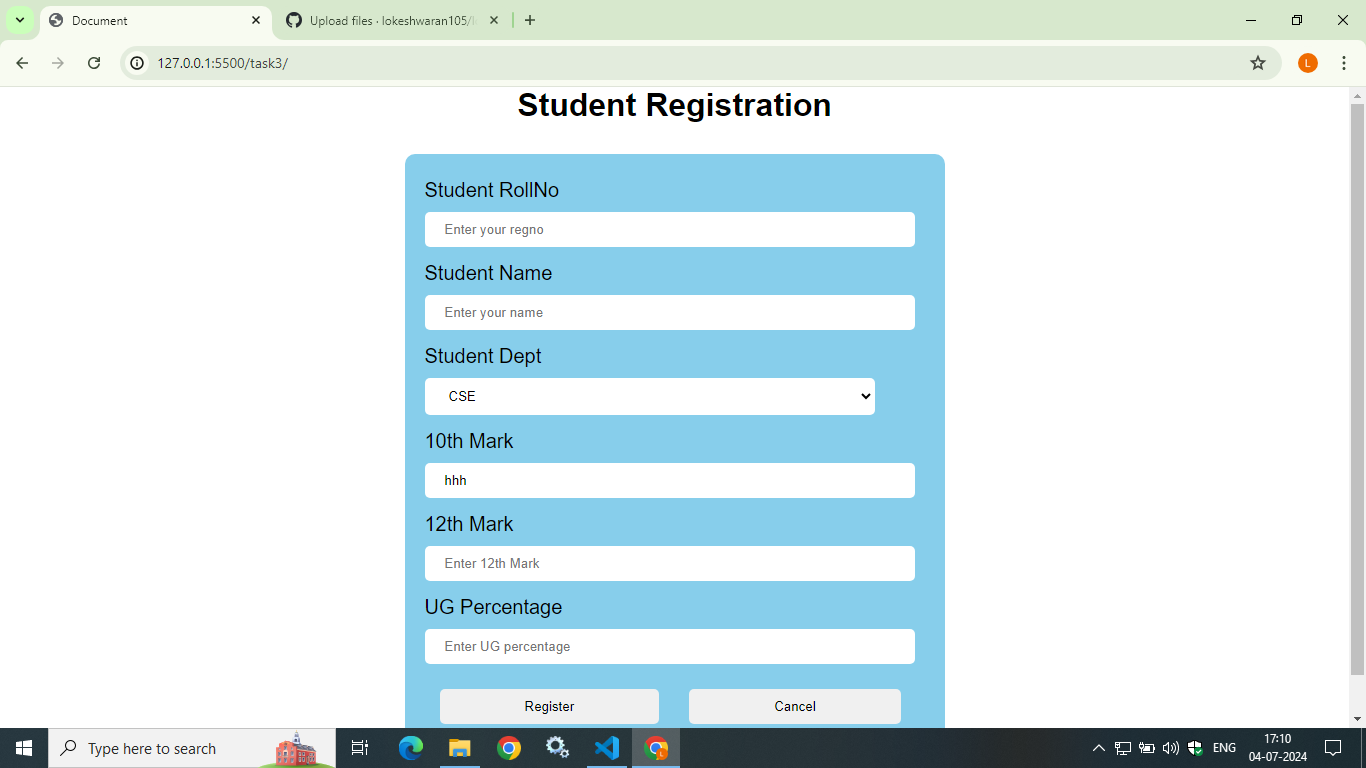 Document
Upload files · lokeshwaran105/
127.0.0.1:5500/task3/
L
Student Registration
Student RollNo
Enter your regno
Student Name
Enter your name
Student Dept
CSE
10th Mark
hhh
12th Mark
Enter 12th Mark
UG Percentage
Enter UG percentage
Register Cancel
Type here to search
ENG
17:10
04-07-2024